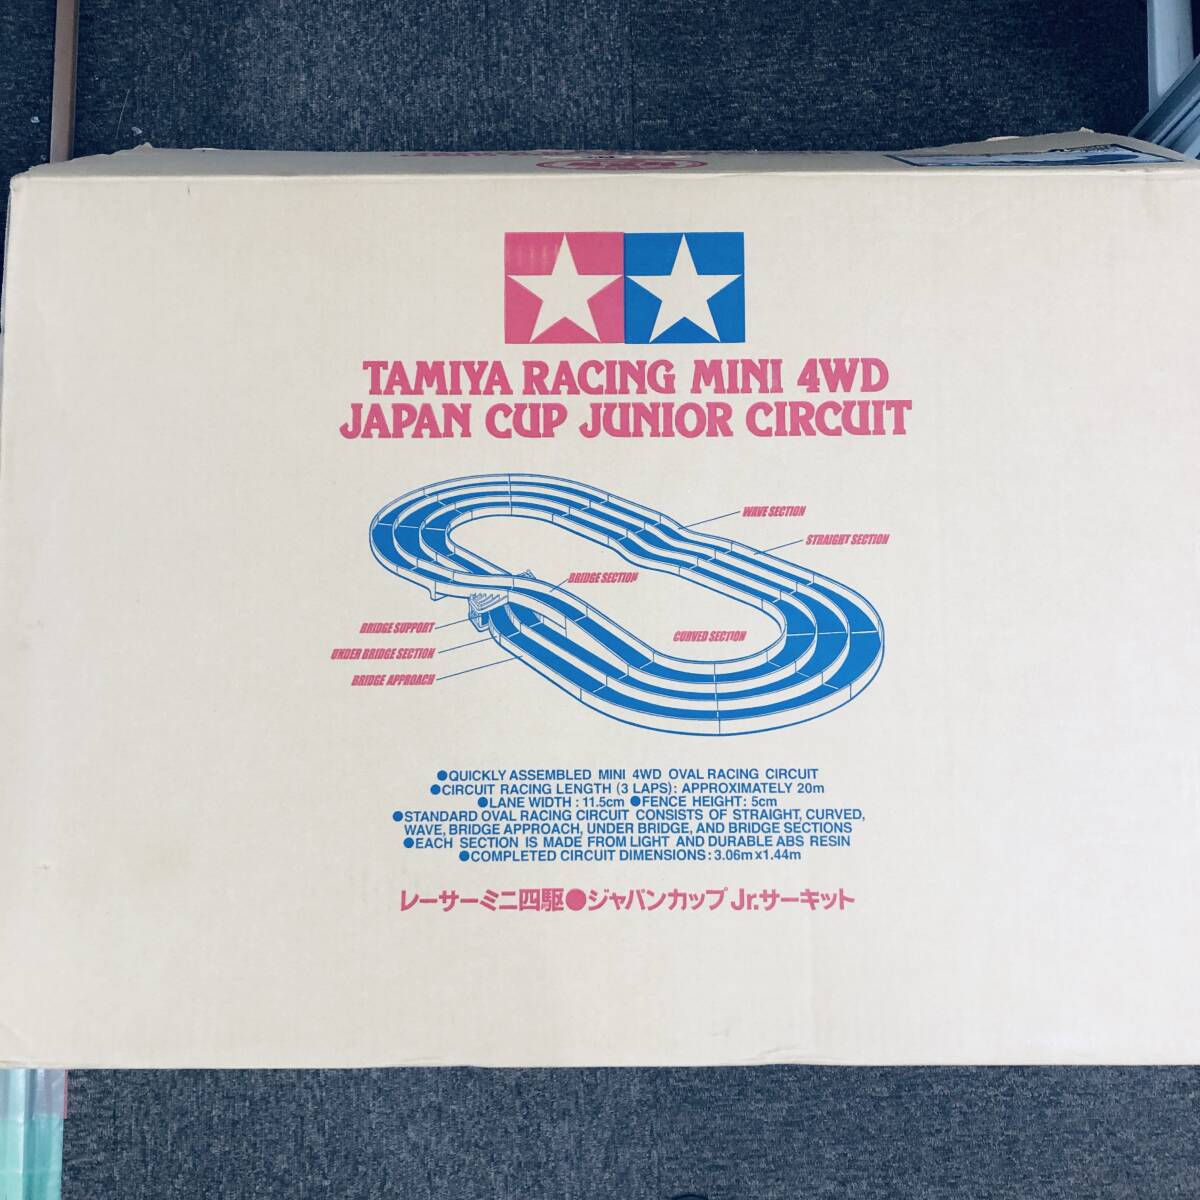 TAMIYA RACING MINI 4WD
JAPAN CUP JUNIOR CIRCUIT
WAVE SECTION
STRAIGHT SECTION
BRIDGE SECTION
BRIDGE SUPPORT
CURVED SECTION
UNDER BRIDGE SECTION
BRIDGE APPROACH
●QUICKLY ASSEMBLED MINI 4WD OVAL RACING CIRCUIT
●CIRCUIT RACING LENGTH (3 LAPS): APPROXIMATELY 20m
●LANE WIDTH : 11.5cm ●FENCE HEIGHT: 5cm
●STANDARD OVAL RACING CIRCUIT CONSISTS OF STRAIGHT, CURVED,
WAVE, BRIDGE APPROACH, UNDER BRIDGE, AND BRIDGE SECTIONS
●EACH SECTION IS MADE FROM LIGHT AND DURABLE ABS RESIN
●COMPLETED CIRCUIT DIMENSIONS : 3.06m x 1.44m
レーサーミニ四駆●ジャパンカップ Jr.サーキット